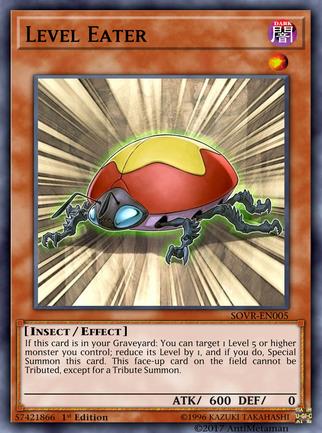 Level Eater
DARK
闇
SOVR-EN005
[Insect / Effect]
If this card is in your Graveyard: You can target 1 Level 5 or higher
monster you control; reduce its Level by 1, and if you do, Special
Summon this card. This face-up card on the field cannot be
Tributed, except for a Tribute Summon.
ATK/ 600 DEF/ 0
57421866 1st Edition ©1996 KAZUKI TAKAHASHI
©2017 AntiMetaman